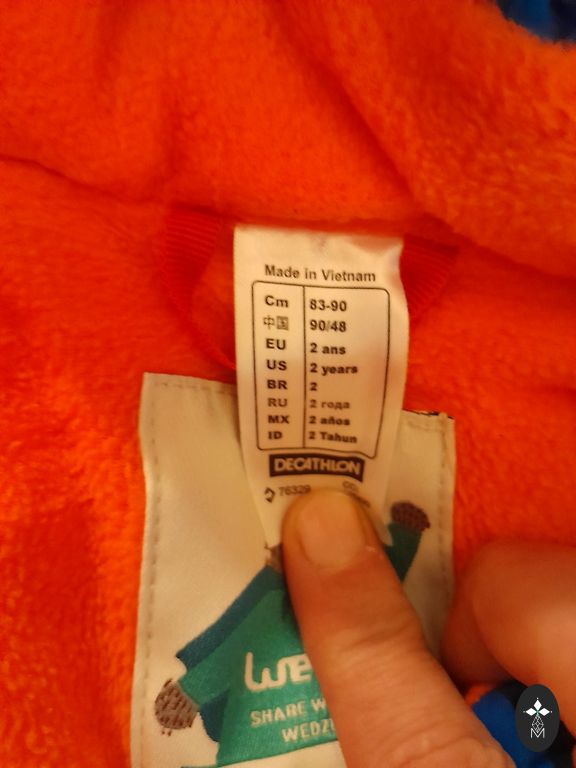 Made in Vietnam
Cm 83-90
中国 90/48
EU 2 ans
US 2 years
BR 2
RU 2 года
MX 2 años
ID 2 Tahun
DECATHLON
76329
SHARE